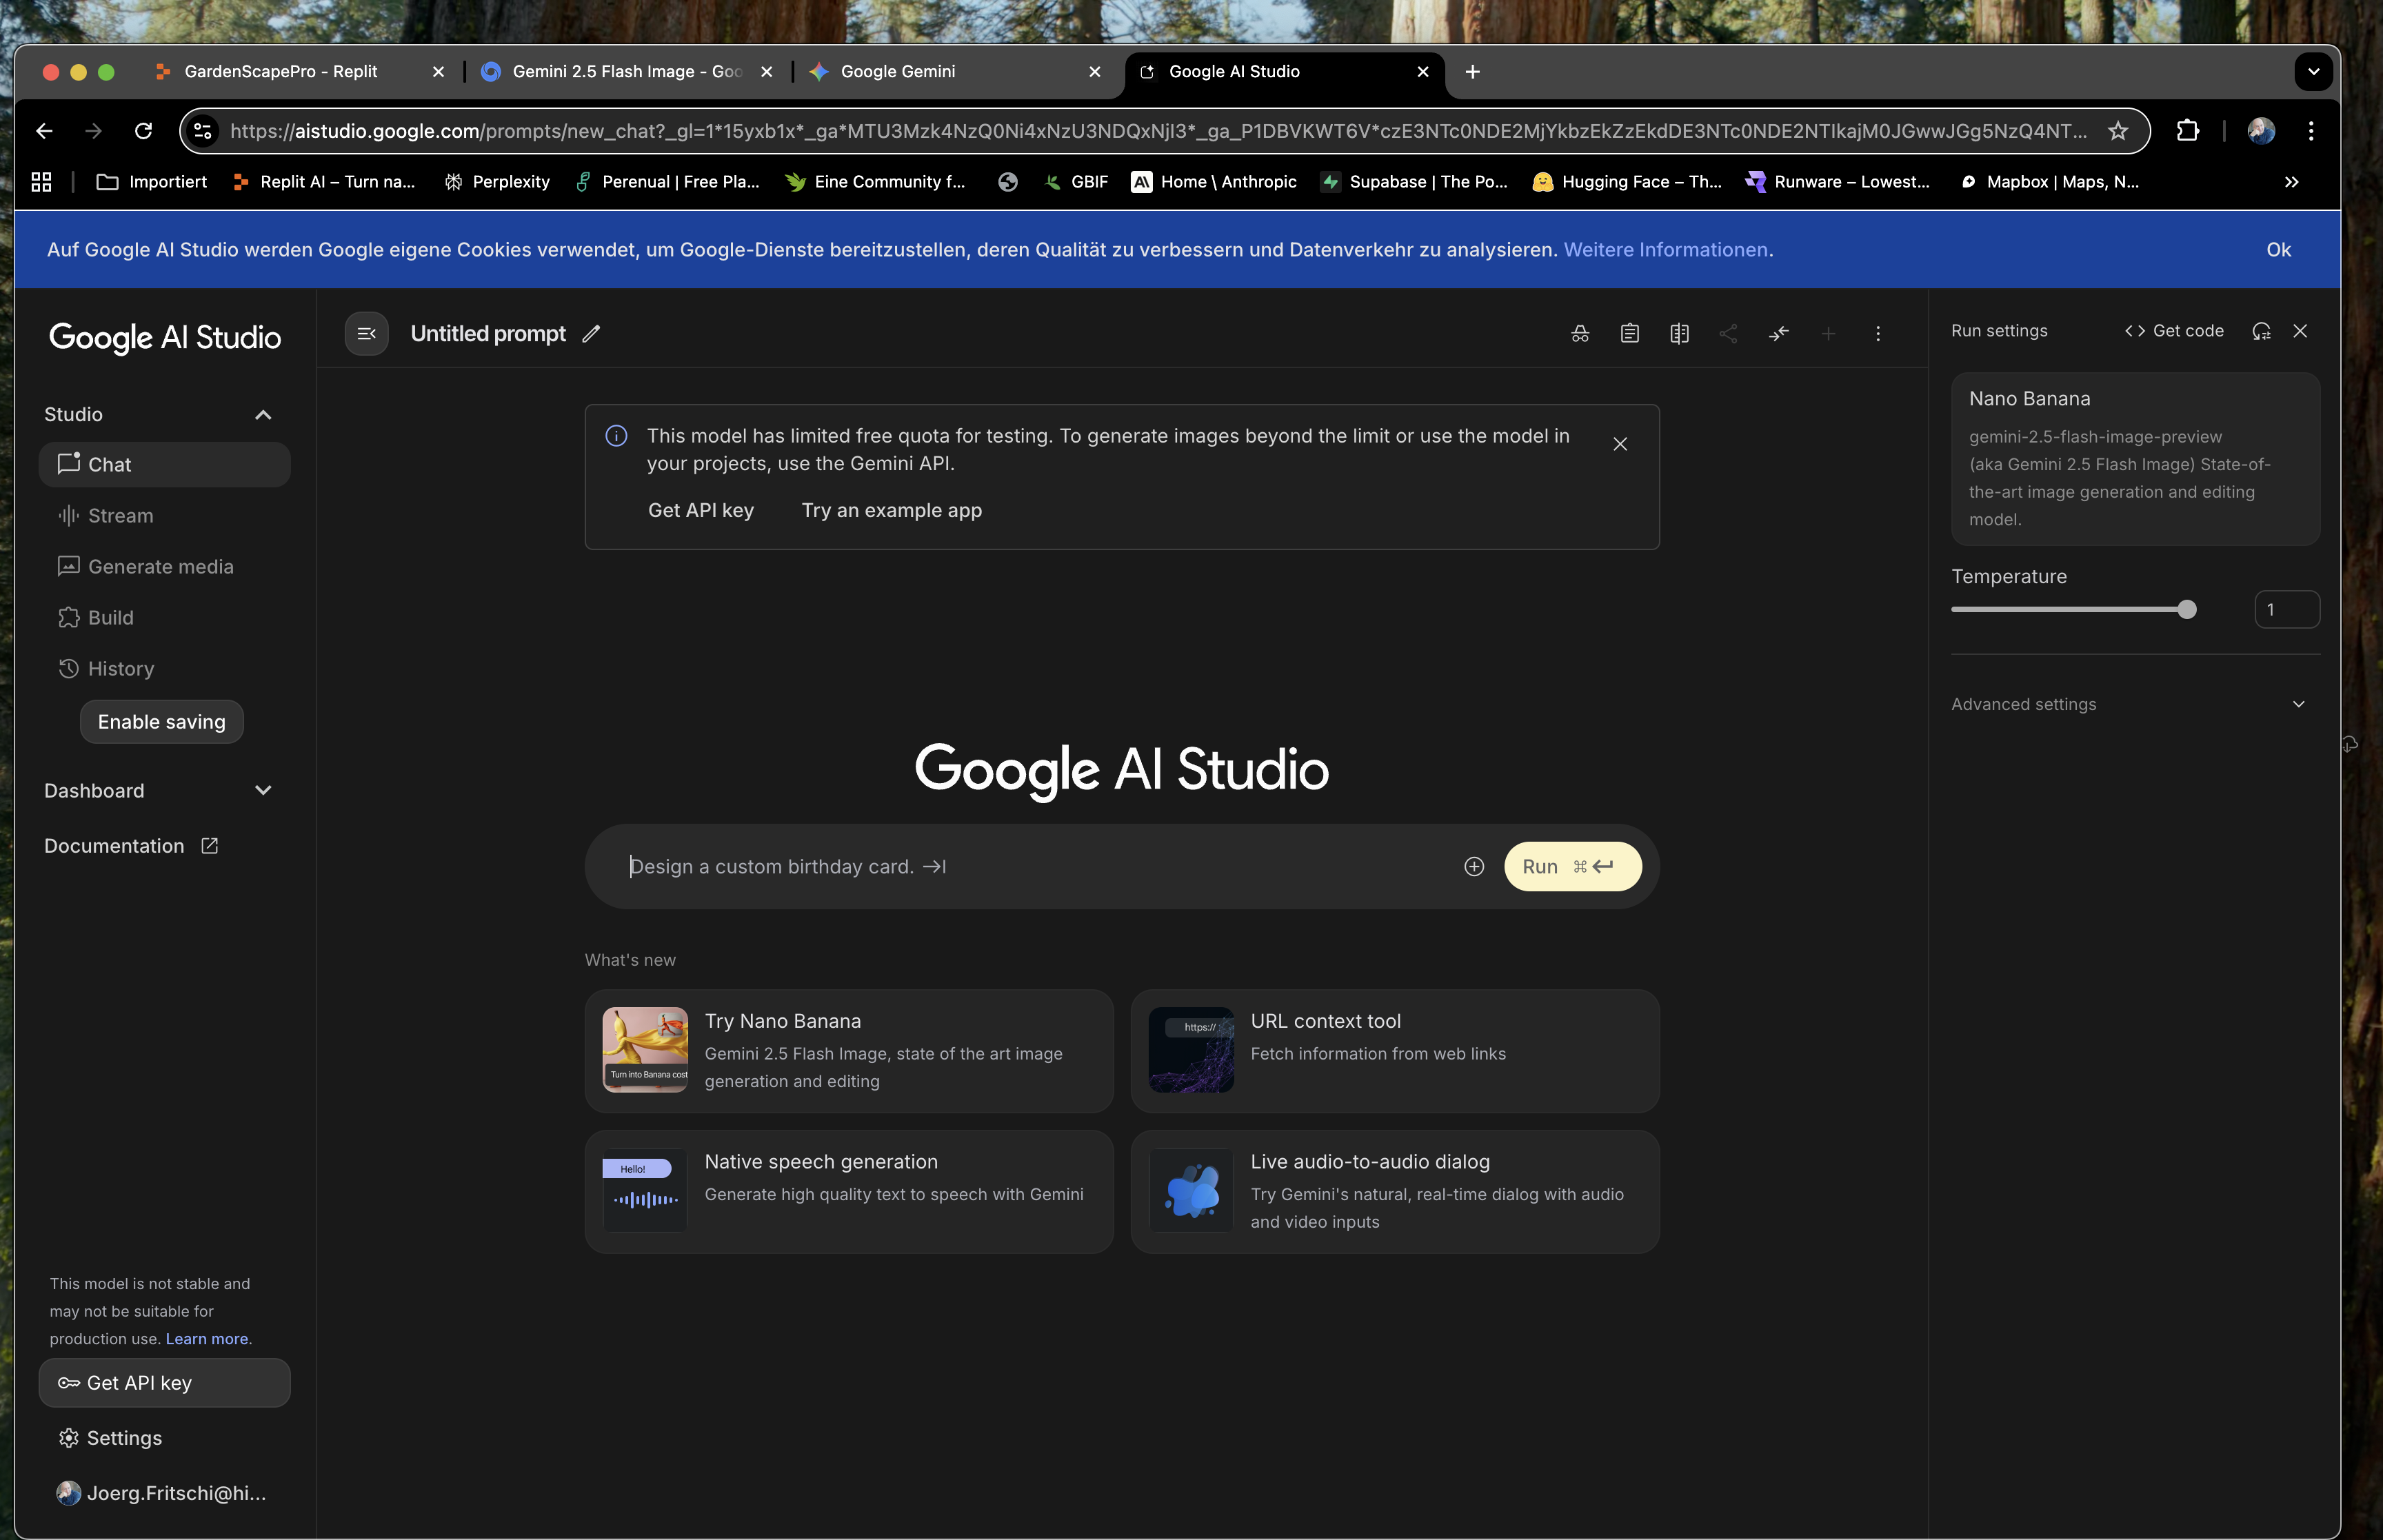 GardenScapePro - Replit
Gemini 2.5 Flash Image - Goo
Google Gemini
Google AI Studio
https://aistudio.google.com/prompts/new_chat?_gl=1*15yxb1x*_ga*MTU3Mzk4NzQ0Ni4xNzU3NDQxNjI3*_ga_P1DBVKWT6V*czE3NTc0NDE2MjYkbzEkZzEkdDE3NTc0NDE2NTIkajM0JGwwJGg5NzQ4NT...
Importiert
Replit AI – Turn na...
Perplexity
Perenual | Free Pla...
Eine Community f...
GBIF
Home \ Anthropic
Supabase | The Po...
Hugging Face – Th...
Runware – Lowest...
Mapbox | Maps, N...
Auf Google AI Studio werden Google eigene Cookies verwendet, um Google-Dienste bereitzustellen, deren Qualität zu verbessern und Datenverkehr zu analysieren. Weitere Informationen.
Ok
Google AI Studio
Studio
Chat
Stream
Generate media
Build
History
Enable saving
Dashboard
Documentation
This model is not stable and
may not be suitable for
production use. Learn more.
Get API key
Settings
Joerg.Fritschi@hi...
Untitled prompt
This model has limited free quota for testing. To generate images beyond the limit or use the model in
your projects, use the Gemini API.
Get API key
Try an example app
Google AI Studio
Design a custom birthday card.
Run ⌘
What's new
Turn into Banana cost
Try Nano Banana
Gemini 2.5 Flash Image, state of the art image
generation and editing
https://
URL context tool
Fetch information from web links
Hello!
Native speech generation
Generate high quality text to speech with Gemini
Live audio-to-audio dialog
Try Gemini's natural, real-time dialog with audio
and video inputs
Run settings
<> Get code
Nano Banana
gemini-2.5-flash-image-preview
(aka Gemini 2.5 Flash Image) State-of-
the-art image generation and editing
model.
Temperature
1
Advanced settings